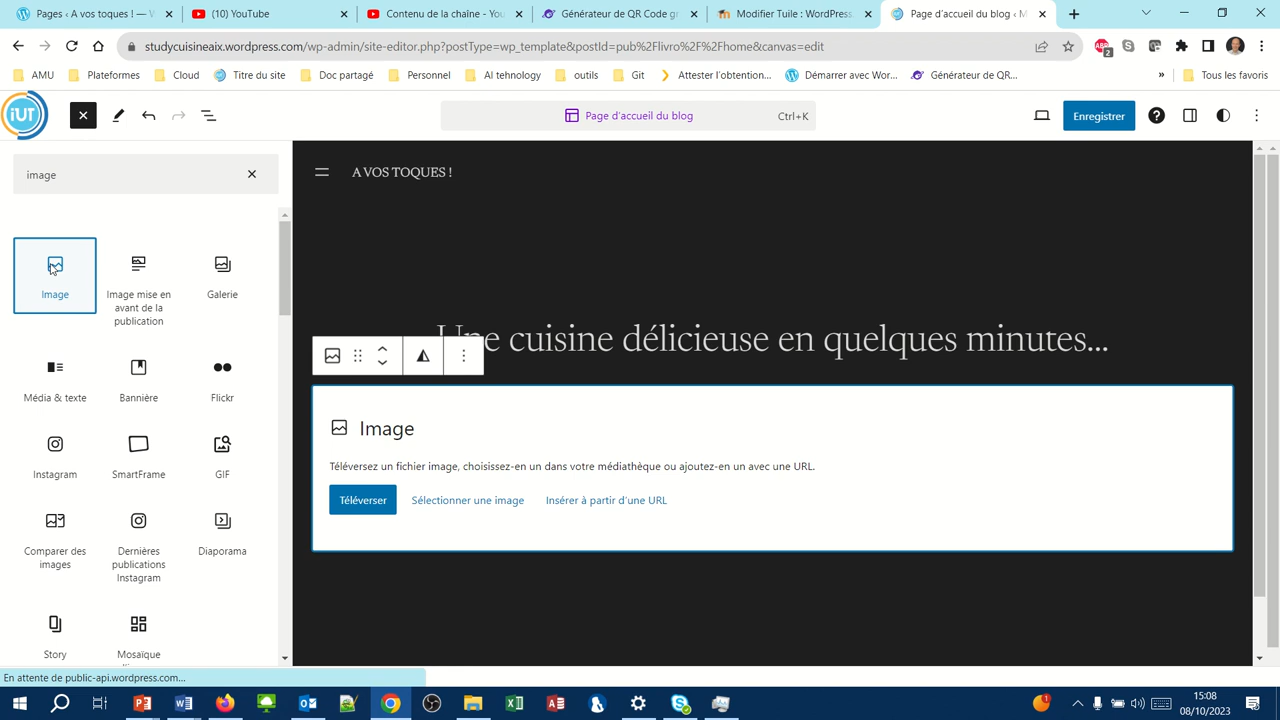 Pages A vos toques ! — W
(1) YouTube
Contenu de la chaîne - You
Générateur de QR Code gr
Modifier Tuile : WordPress
Page d'accueil du blog ‹ M
studycuisineaix.wordpress.com/wp-admin/site-editor.php?postType=wp_template&postId=pub%2Flivro%2F%2Fhome&canvas=edit
2
AMU
Plateformes
Cloud
Titre du site
Doc partagé
Personnel
AI tehnology
outils
Git
Attester l'obtention...
Démarrer avec Wor...
Générateur de QR...
»
Tous les favoris
iUT
Page d'accueil du blog
Ctrl+K
Enregistrer
image
A VOS TOQUES !
Image
Image mise en
avant de la
publication
Galerie
Une cuisine délicieuse en quelques minutes...
Média & texte
Bannière
Flickr
Image
Téléversez un fichier image, choisissez-en un dans votre médiathèque ou ajoutez-en un avec une URL.
Téléverser
Sélectionner une image
Insérer à partir d'une URL
Instagram
SmartFrame
GIF
Comparer des
images
Dernières
publications
Instagram
Diaporama
Story
Mosaïque
En attente de public-api.wordpress.com...
1
15:08
08/10/2023